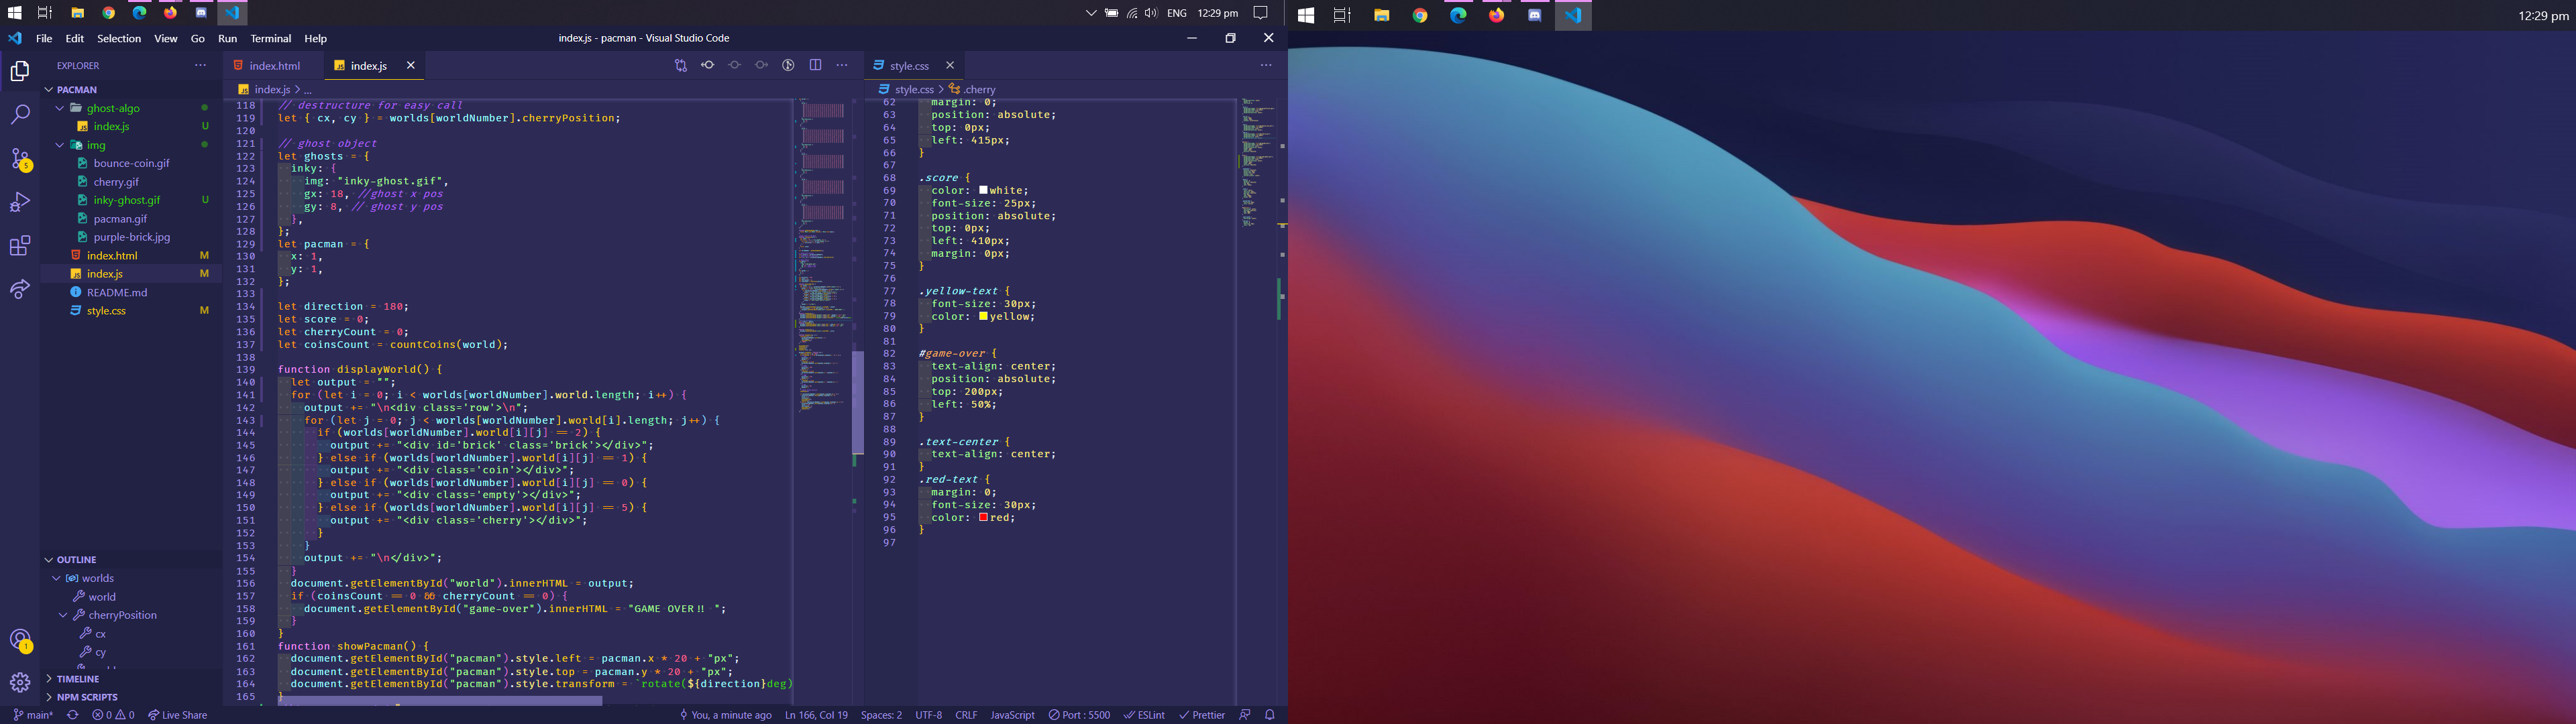 ENG 12:29 pm
12:29 pm
File Edit Selection View Go Run Terminal Help
index.js - pacman - Visual Studio Code
EXPLORER
PACMAN
ghost-algo
index.js U
img
bounce-coin.gif
cherry.gif
inky-ghost.gif U
pacman.gif
purple-brick.jpg
index.html M
index.js M
README.md
style.css M
OUTLINE
worlds
world
cherryPosition
cx
cy
TIMELINE
NPM SCRIPTS
5
1
index.html
index.js
index.js > ...
118 // destructure for easy call
119 let { cx, cy } = worlds[worldNumber].cherryPosition;
120
121 // ghost object
122 let ghosts = {
123 inky: {
124 img: "inky-ghost.gif",
125 gx: 18, //ghost x pos
126 gy: 8, // ghost y pos
127 },
128 };
129 let pacman = {
130 x: 1,
131 y: 1,
132 };
133
134 let direction = 180;
135 let score = 0;
136 let cherryCount = 0;
137 let coinsCount = countCoins(world);
138
139 function displayWorld() {
140 let output = "";
141 for (let i = 0; i < worlds[worldNumber].world.length; i++) {
142 output += "\n<div class='row'>\n";
143 for (let j = 0; j < worlds[worldNumber].world[i].length; j++) {
144 if (worlds[worldNumber].world[i][j] == 2) {
145 output += "<div id='brick' class='brick'></div>";
146 } else if (worlds[worldNumber].world[i][j] == 1) {
147 output += "<div class='coin'></div>";
148 } else if (worlds[worldNumber].world[i][j] == 0) {
149 output += "<div class='empty'></div>";
150 } else if (worlds[worldNumber].world[i][j] == 5) {
151 output += "<div class='cherry'></div>";
152 }
153 }
154 output += "\n</div>";
155 }
156 document.getElementById("world").innerHTML = output;
157 if (coinsCount == 0 && cherryCount == 0) {
158 document.getElementById("game-over").innerHTML = "GAME OVER!! ";
159 }
160 }
161 function showPacman() {
162 document.getElementById("pacman").style.left = pacman.x * 20 + "px";
163 document.getElementById("pacman").style.top = pacman.y * 20 + "px";
164 document.getElementById("pacman").style.transform = `rotate(${direction}deg)
165 }
style.css
style.css > .cherry
62 margin: 0;
63 position: absolute;
64 top: 0px;
65 left: 415px;
66 }
67
68 .score {
69 color: white;
70 font-size: 25px;
71 position: absolute;
72 top: 0px;
73 left: 410px;
74 margin: 0px;
75 }
76
77 .yellow-text {
78 font-size: 30px;
79 color: yellow;
80 }
81
82 #game-over {
83 text-align: center;
84 position: absolute;
85 top: 200px;
86 left: 50%;
87 }
88
89 .text-center {
90 text-align: center;
91 }
92 .red-text {
93 margin: 0;
94 font-size: 30px;
95 color: red;
96 }
97
main* 0 0 Live Share
You, a minute ago Ln 166, Col 19 Spaces: 2 UTF-8 CRLF JavaScript Port : 5500 ESLint Prettier